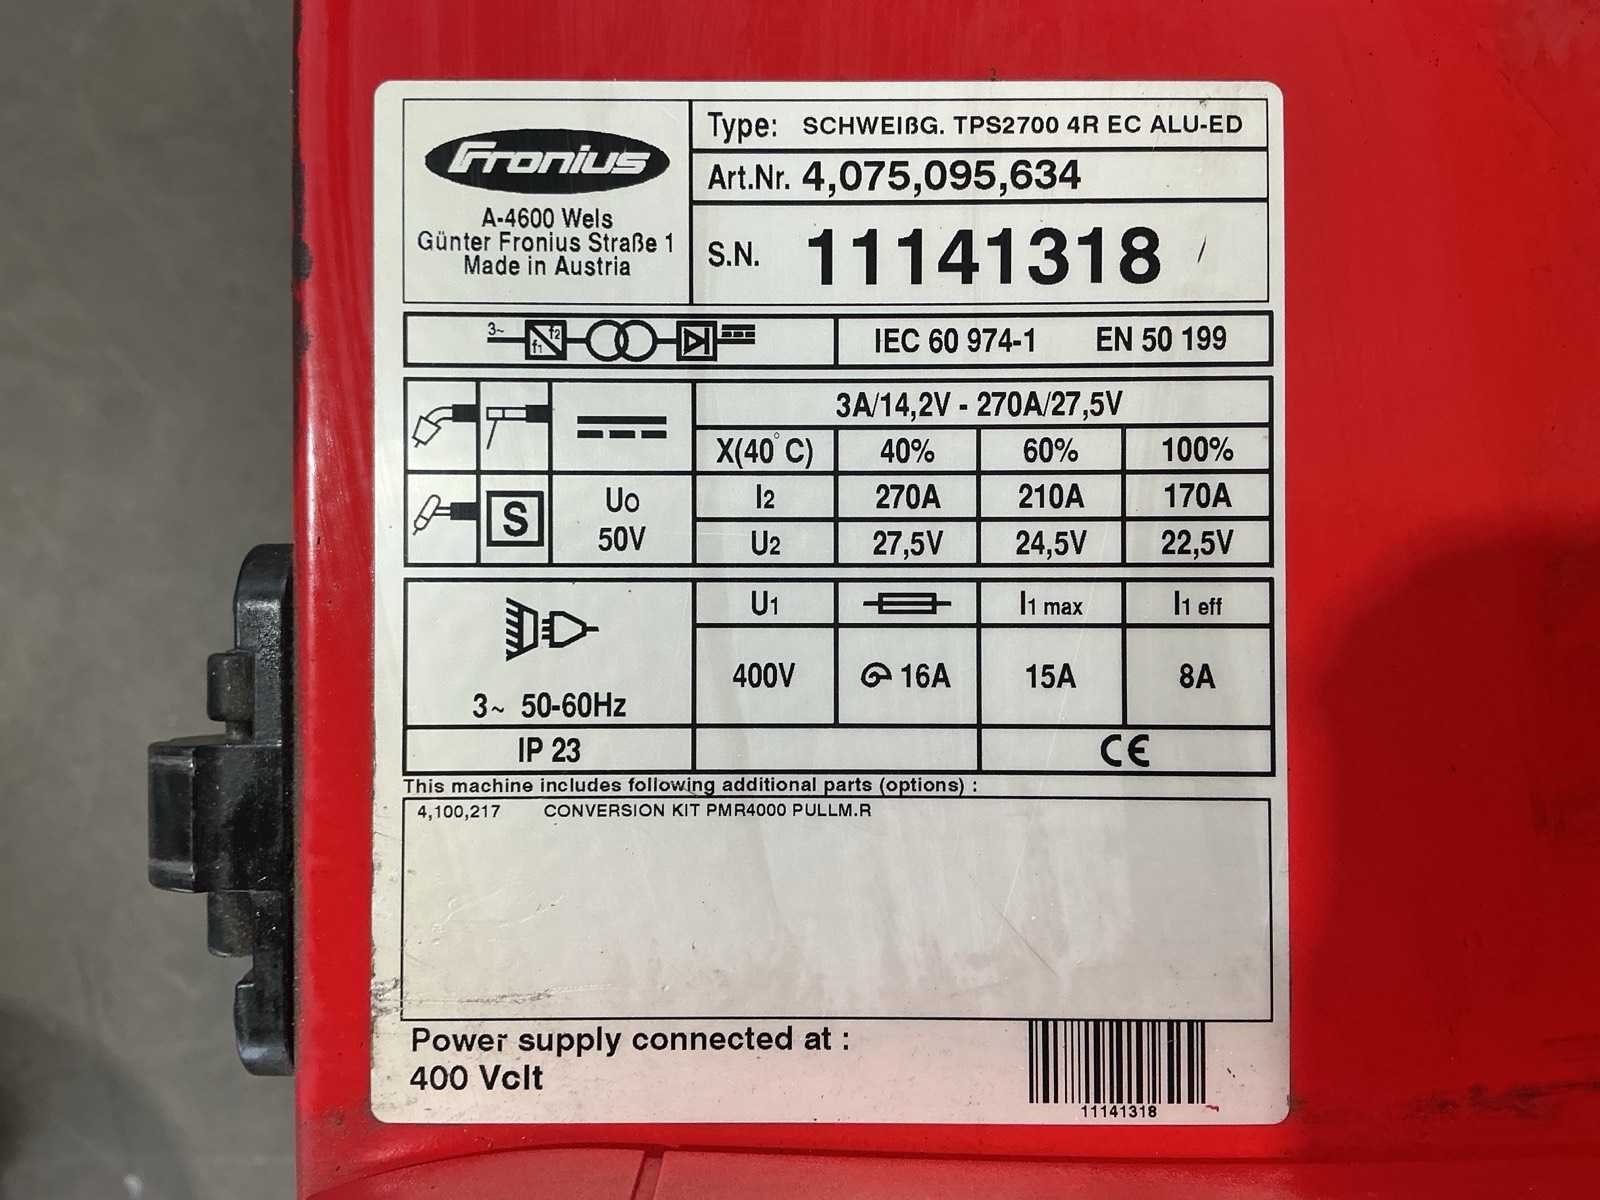 Fronius
A-4600 Wels
Günter Fronius Straße 1
Made in Austria
Type: SCHWEIßG. TPS2700 4R EC ALU-ED
Art.Nr. 4,075,095,634
S.N. 11141318
3~ f1 f2
IEC 60 974-1 EN 50 199
3A/14,2V - 270A/27,5V
X(40°C) 40% 60% 100%
S U0 50V
I2 270A 210A 170A
U2 27,5V 24,5V 22,5V
U1 I1 max I1 eff
400V 16A 15A 8A
3~ 50-60Hz
IP 23 CE
This machine includes following additional parts (options) :
4,100,217 CONVERSION KIT PMR4000 PULLM.R
Power supply connected at :
400 Volt
11141318